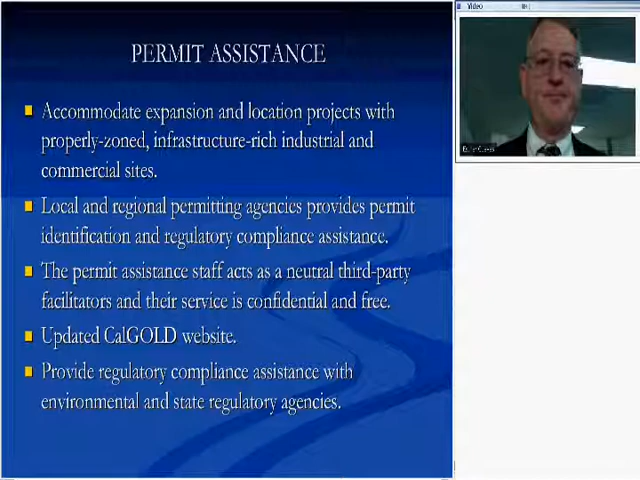 Video
PERMIT ASSISTANCE
Accommodate expansion and location projects with
properly-zoned, infrastructure-rich industrial and
commercial sites.
Local and regional permitting agencies provides permit
identification and regulatory compliance assistance.
The permit assistance staff acts as a neutral third-party
facilitators and their service is confidential and free.
Updated CalGOLD website.
Provide regulatory compliance assistance with
environmental and state regulatory agencies.